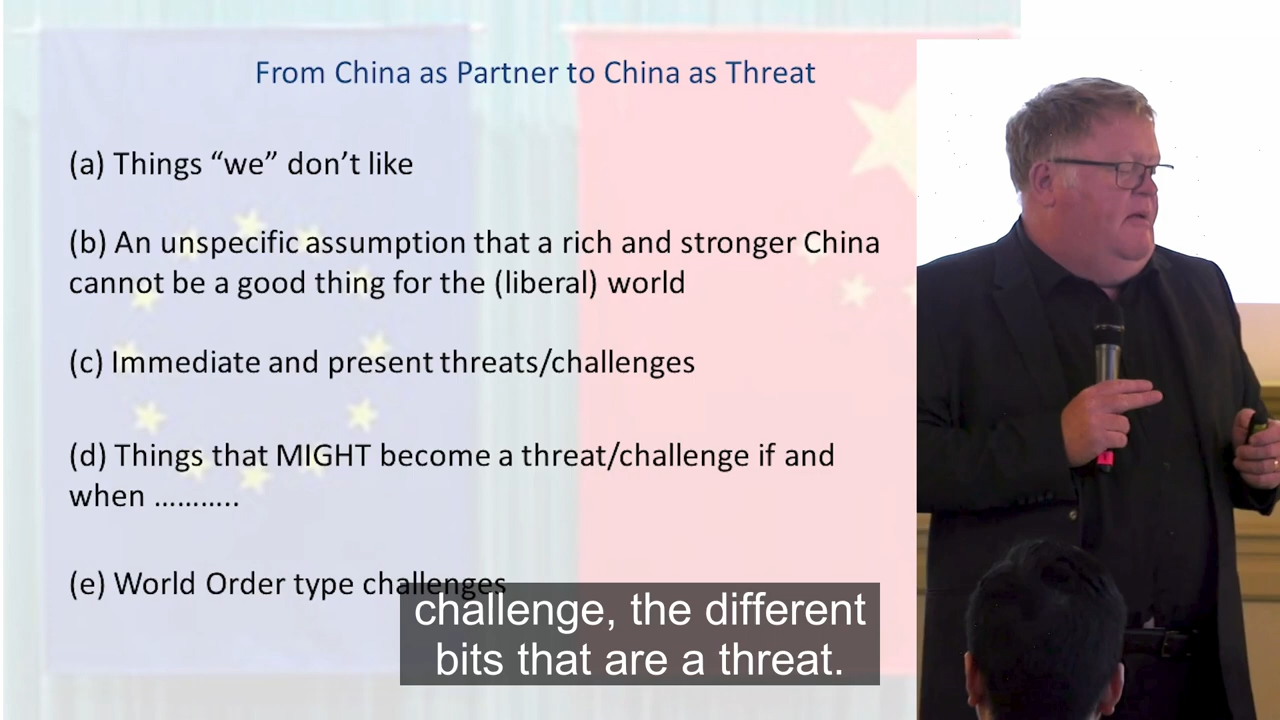 From China as Partner to China as Threat
(a) Things “we” don’t like
(b) An unspecific assumption that a rich and stronger China
cannot be a good thing for the (liberal) world
(c) Immediate and present threats/challenges
(d) Things that MIGHT become a threat/challenge if and
when ………..
(e) World Order type challenges
challenge, the different
bits that are a threat.